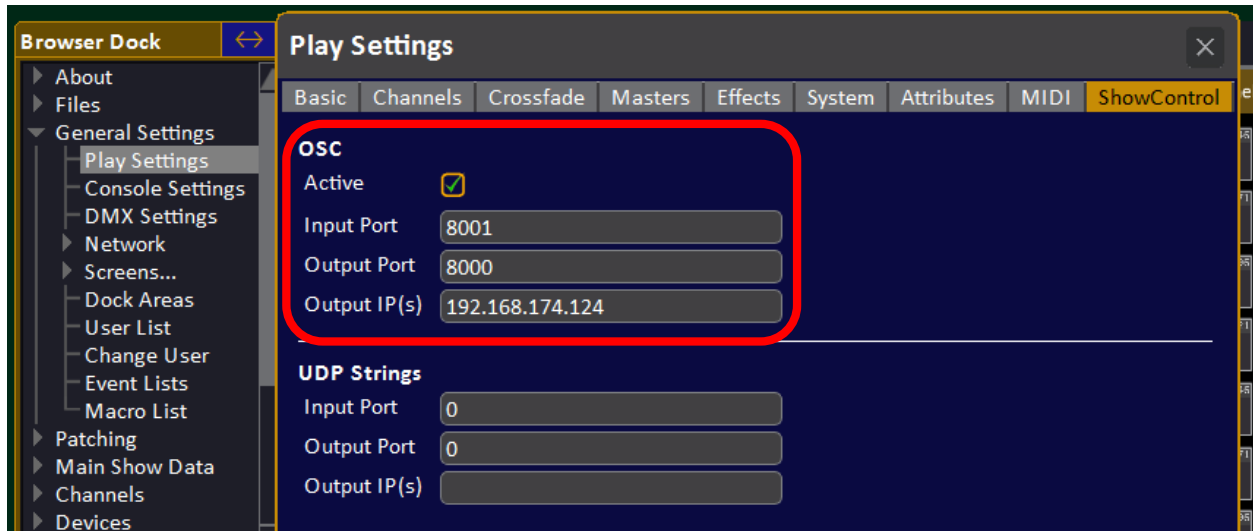 Browser Dock
About
Files
General Settings
Play Settings
Console Settings
DMX Settings
Network
Screens...
Dock Areas
User List
Change User
Event Lists
Macro List
Patching
Main Show Data
Channels
Devices
Play Settings
Basic Channels Crossfade Masters Effects System Attributes MIDI ShowControl
OSC
Active
Input Port 8001
Output Port 8000
Output IP(s) 192.168.174.124
UDP Strings
Input Port 0
Output Port 0
Output IP(s)